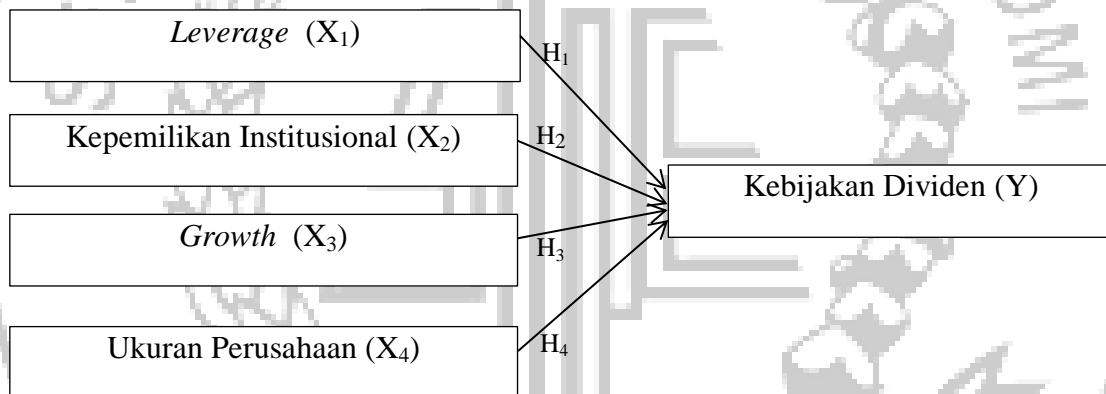 Leverage (X₁)
H₁
Kepemilikan Institusional (X₂)
H₂
Kebijakan Dividen (Y)
Growth (X₃)
H₃
Ukuran Perusahaan (X₄)
H₄